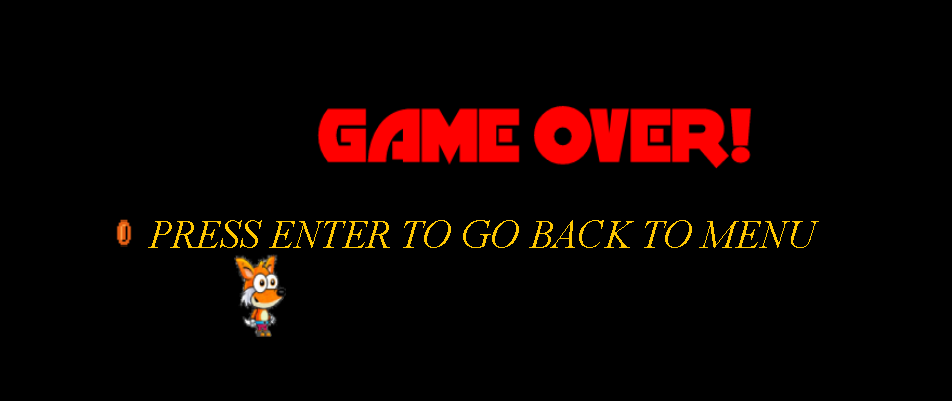 GAME OVER!
PRESS ENTER TO GO BACK TO MENU